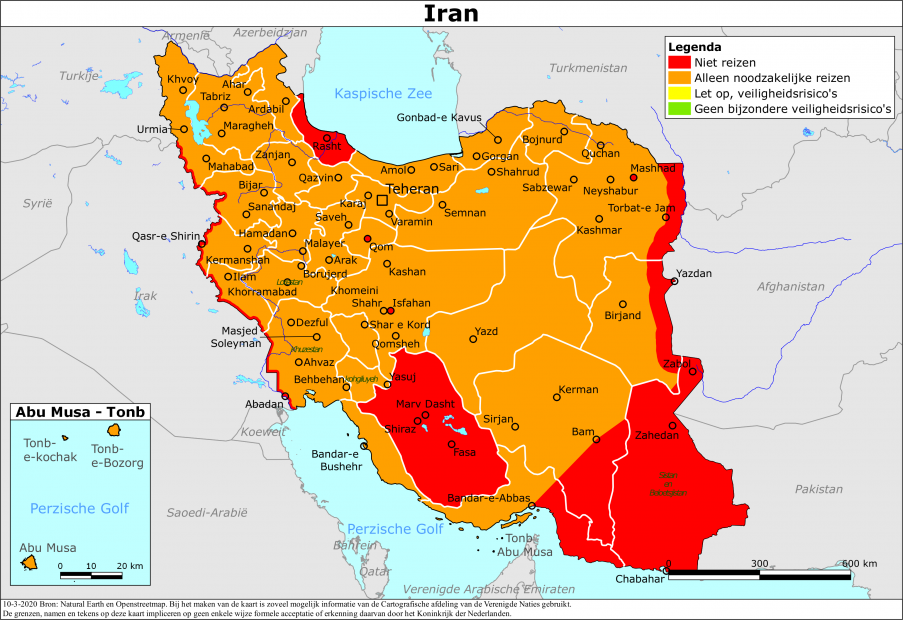 Iran
Armenië
Azerbeidzjan
Turkije
Turkmenistan
Kaspische Zee
Legenda
Niet reizen
Alleen noodzakelijke reizen
Let op, veiligheidsrisico's
Geen bijzondere veiligheidsrisico's
Khvoy
Ahar
Tabriz
Ardabil
Urmia
Maragheh
Rasht
Gonbad-e Kavus
Bojnurd
Quchan
Mahabad
Zanjan
Qazvin
Amol
Sari
Gorgan
Shahrud
Mashhad
Bijar
Karaj
Teheran
Sabzewar
Neyshabur
Syrië
Sanandaj
Saveh
Varamin
Semnan
Torbat-e Jam
Kashmar
Qasr-e Shirin
Hamadan
Malayer
Qom
Kermanshah
Arak
Kashan
Yazdan
Ilam
Borujerd
Lorestan
Khorramabad
Khomeini
Afghanistan
Irak
Shahr
Isfahan
Birjand
Dezful
Shar e Kord
Masjed
Soleyman
Qomsheh
Yazd
Khuzestan
Ahvaz
Zabol
Behbehan
kohgiluyeh
Yasuj
Kerman
Abadan
Marv Dasht
Abu Musa - Tonb
Shiraz
Sirjan
Bam
Zahedan
Koeweit
Tonb-
e-kochak
Tonb-
e-Bozorg
Bandar-e
Bushehr
Fasa
Pakistan
Bandar-e-Abbas
Perzische Golf
Saoedi-Arabië
Perzische Golf
Tonb-
Abu Musa
Abu Musa
Bahrein
Qatar
0 10 20 km
0 300 600 km
Chabahar
Verenigde Arabische Emiraten
10-3-2020 Bron: Natural Earth en Openstreetmap. Bij het maken van de kaart is zoveel mogelijk informatie van de Cartografische afdeling van de Verenigde Naties gebruikt.
De grenzen, namen en tekens op deze kaart impliceren op geen enkele wijze formele acceptatie of erkenning daarvan door het Koninkrijk der Nederlanden.